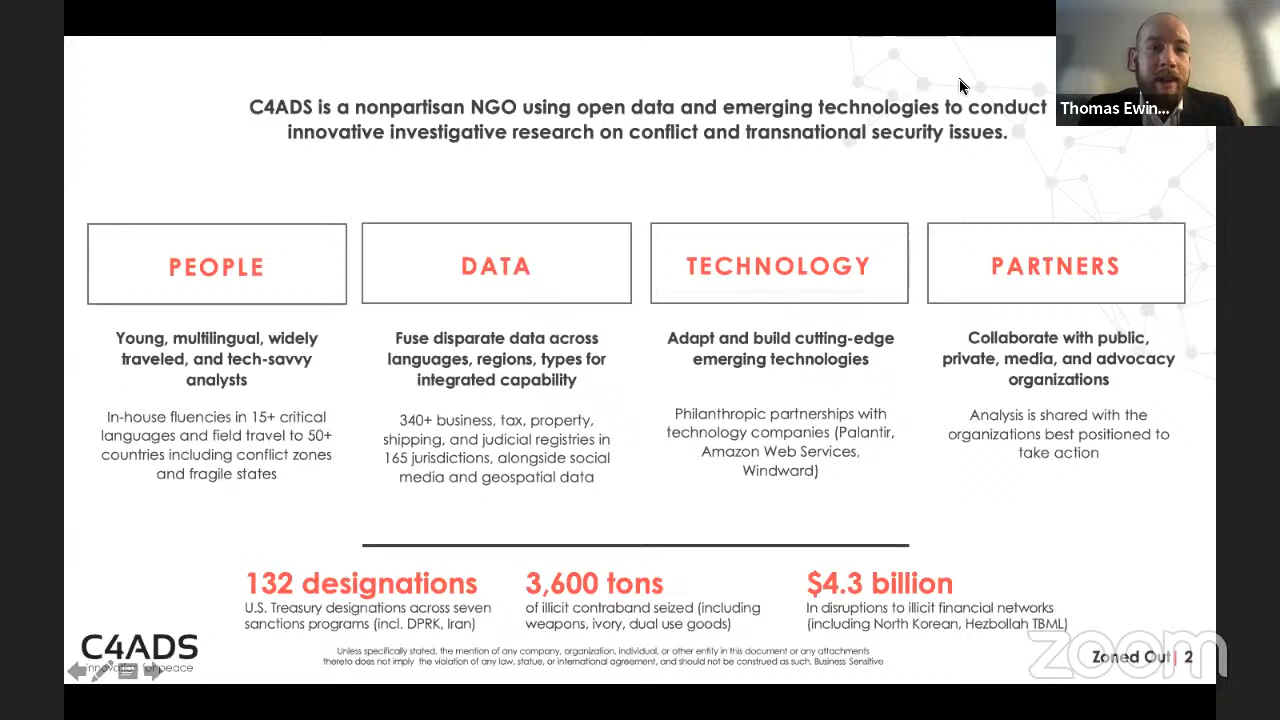 C4ADS is a nonpartisan NGO using open data and emerging technologies to conduct
innovative investigative research on conflict and transnational security issues.
Thomas Ewin...
PEOPLE
Young, multilingual, widely
traveled, and tech-savvy
analysts
In-house fluencies in 15+ critical
languages and field travel to 50+
countries including conflict zones
and fragile states
DATA
Fuse disparate data across
languages, regions, types for
integrated capability
340+ business, tax, property,
shipping, and judicial registries in
165 jurisdictions, alongside social
media and geospatial data
TECHNOLOGY
Adapt and build cutting-edge
emerging technologies
Philanthropic partnerships with
technology companies (Palantir,
Amazon Web Services,
Windward)
PARTNERS
Collaborate with public,
private, media, and advocacy
organizations
Analysis is shared with the
organizations best positioned to
take action
132 designations
U.S. Treasury designations across seven
sanctions programs (incl. DPRK, Iran)
3,600 tons
of illicit contraband seized (including
weapons, ivory, dual use goods)
$4.3 billion
In disruptions to illicit financial networks
(including North Korean, Hezbollah TBML)
C4ADS
innovation for peace
Unless specifically stated, the mention of any company, organization, individual, or other entity in this document or any attachments
thereto does not imply the violation of any law, statute, or international agreement, and should not be construed as such. Business Sensitive
Zoned Out| 2
zoom